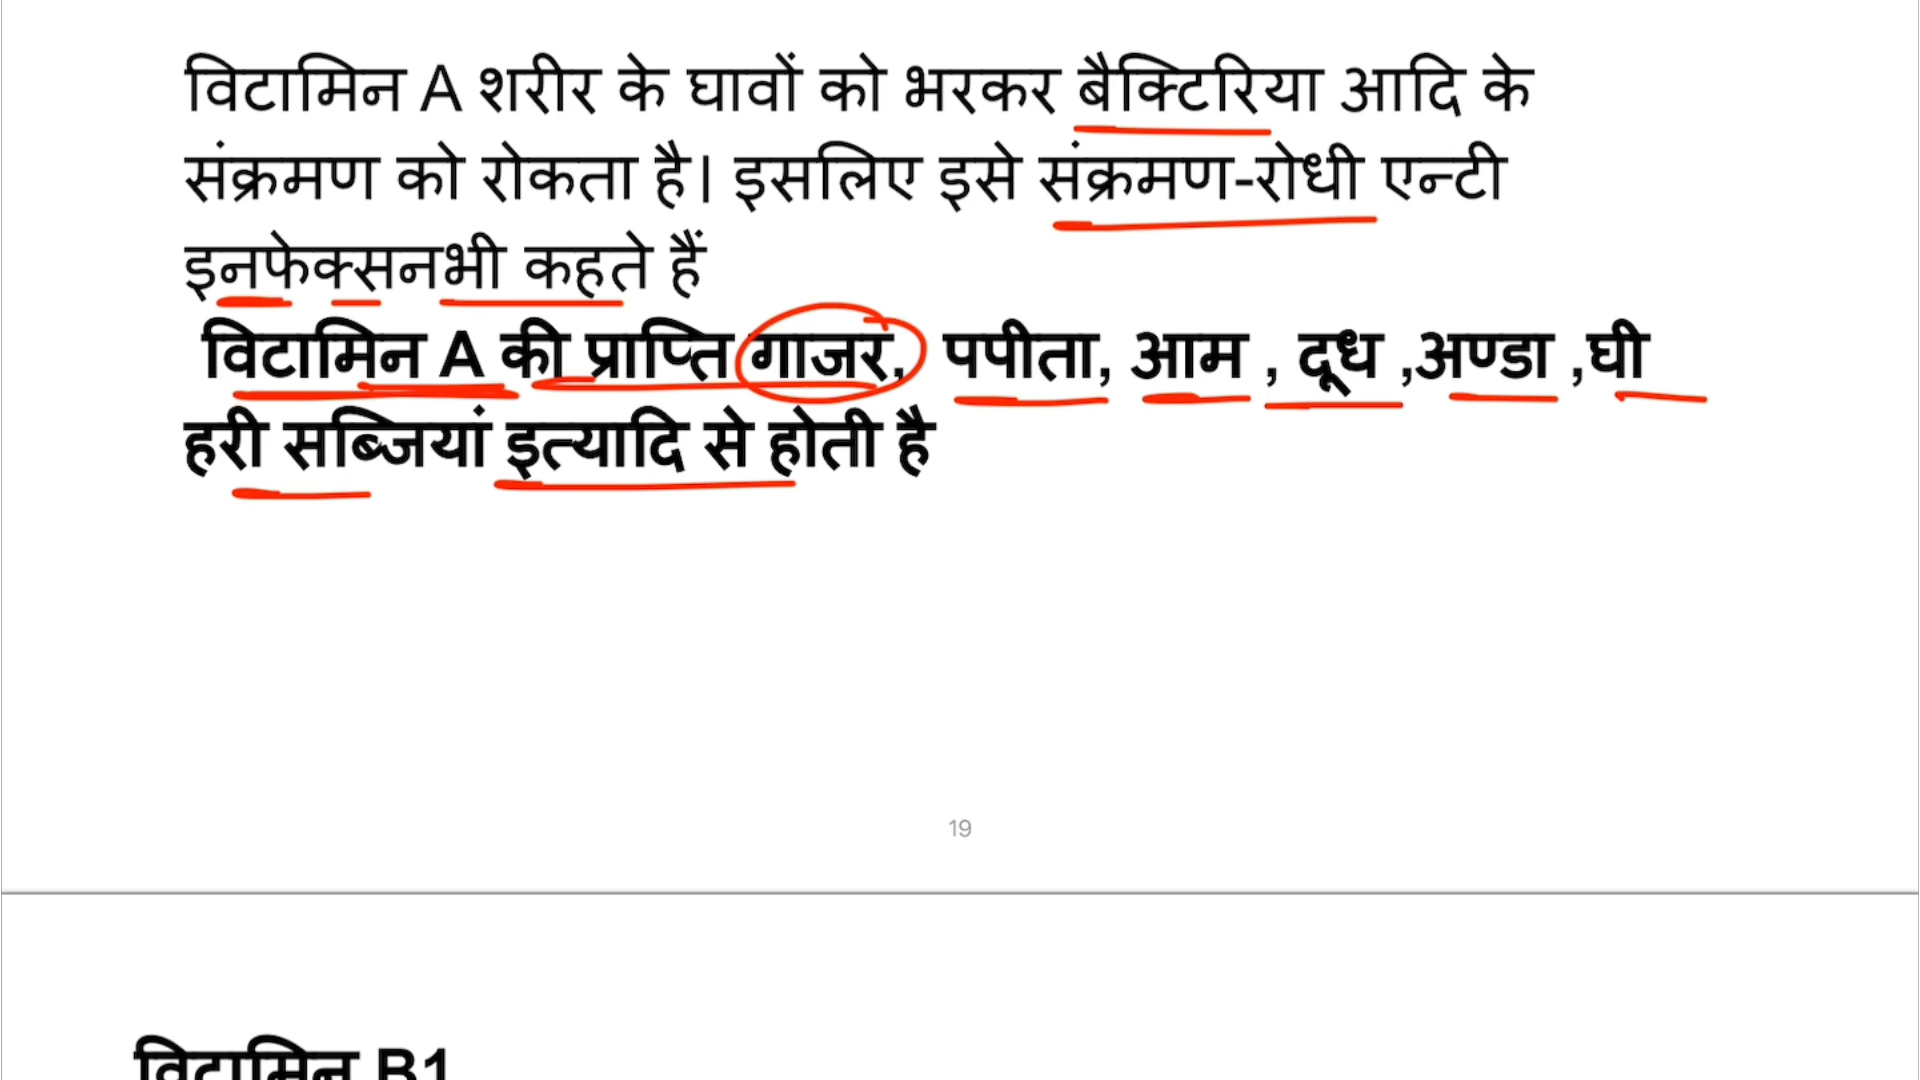 विटामिन A शरीर के घावों को भरकर बैक्टिरिया आदि के
संक्रमण को रोकता है। इसलिए इसे संक्रमण-रोधी एन्टी
इनफेक्सनभी कहते हैं
विटामिन A की प्राप्ति गाजर, पपीता, आम , दूध ,अण्डा ,घी
हरी सब्जियां इत्यादि से होती है
19
विटामिन B1